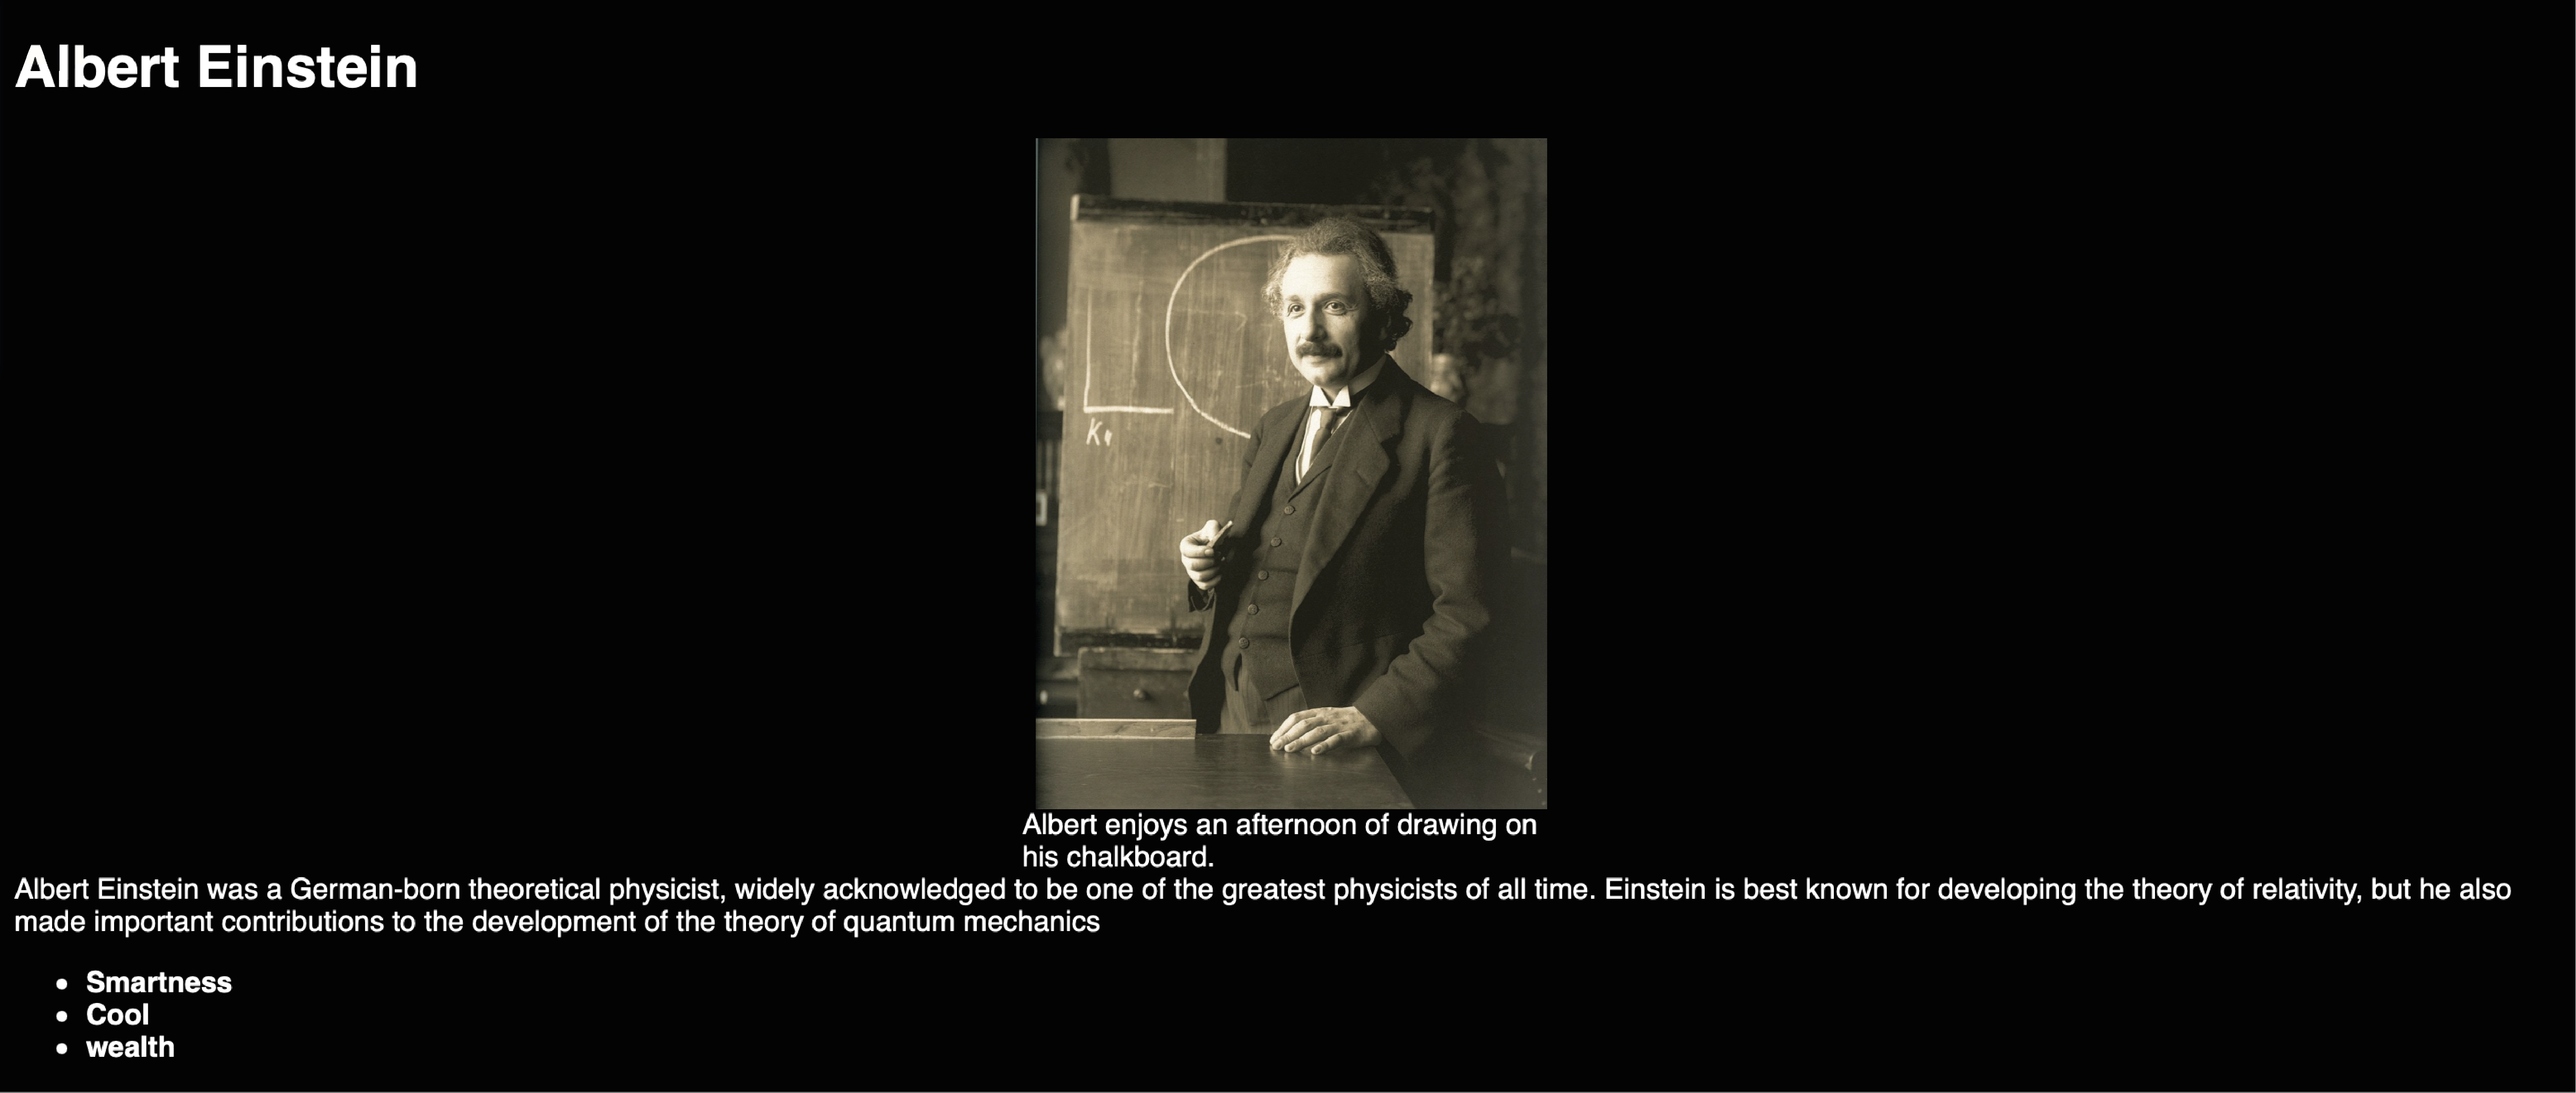 Albert Einstein
Albert enjoys an afternoon of drawing on
his chalkboard.
Albert Einstein was a German-born theoretical physicist, widely acknowledged to be one of the greatest physicists of all time. Einstein is best known for developing the theory of relativity, but he also
made important contributions to the development of the theory of quantum mechanics
Smartness
Cool
wealth